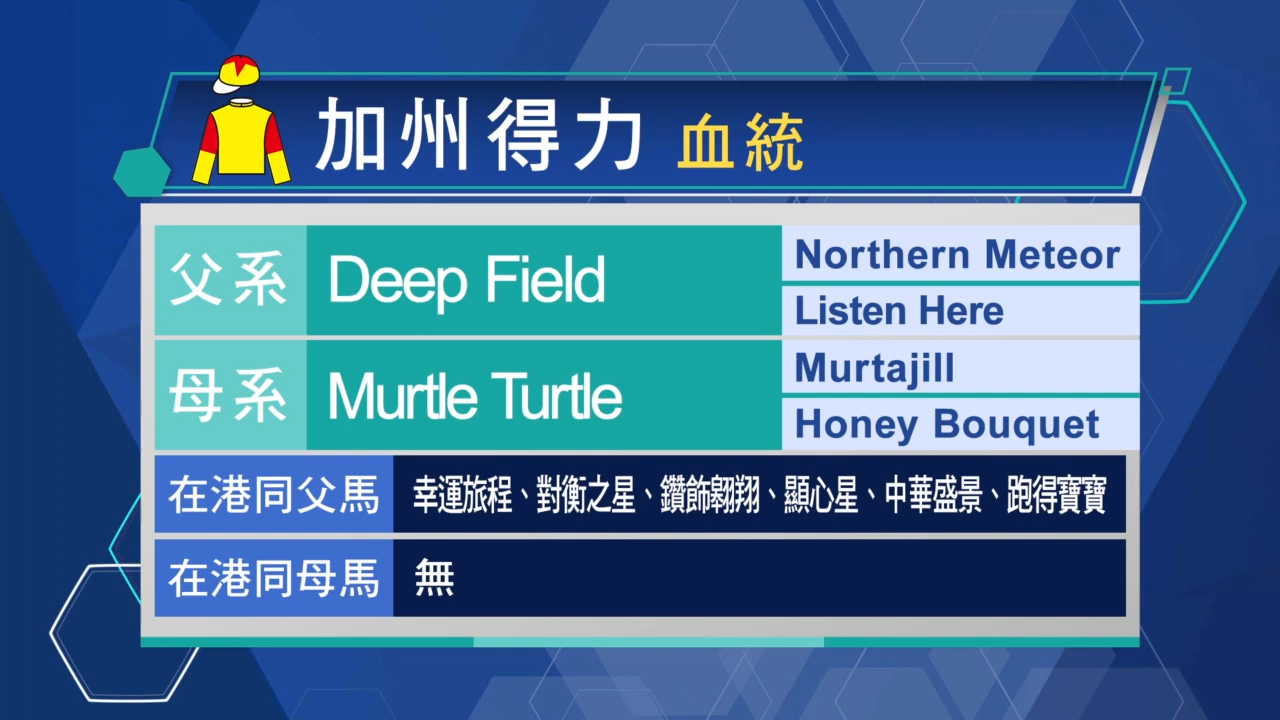 加州得力 血統
父系 Deep Field
Northern Meteor
Listen Here
母系 Murtle Turtle
Murtajill
Honey Bouquet
在港同父馬 幸運旅程、對衡之星、鑽飾翱翔、顯心星、中華盛景、跑得寶寶
在港同母馬 無